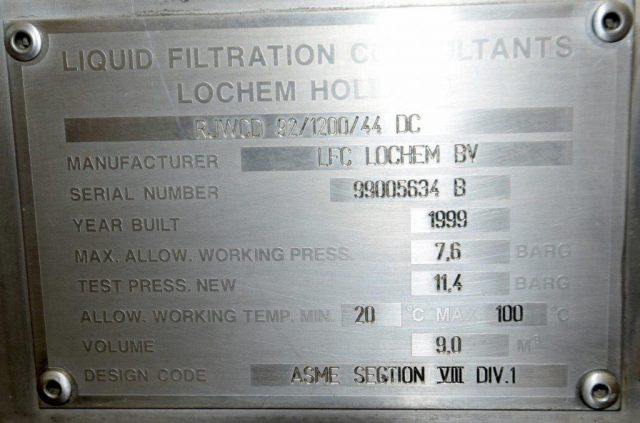 LIQUID FILTRATION CONSULTANTS
LOCHEM HOLLAND
RJWCD 92/1200/44 DC
MANUFACTURER LFC LOCHEM BV
SERIAL NUMBER 99005634 B
YEAR BUILT 1999
MAX. ALLOW. WORKING PRESS. 7,6 BARG
TEST PRESS. NEW 11,4 BARG
ALLOW. WORKING TEMP. MIN. 20 °C MAX. 100 °C
VOLUME 9,0 M³
DESIGN CODE ASME SECTION VIII DIV.1